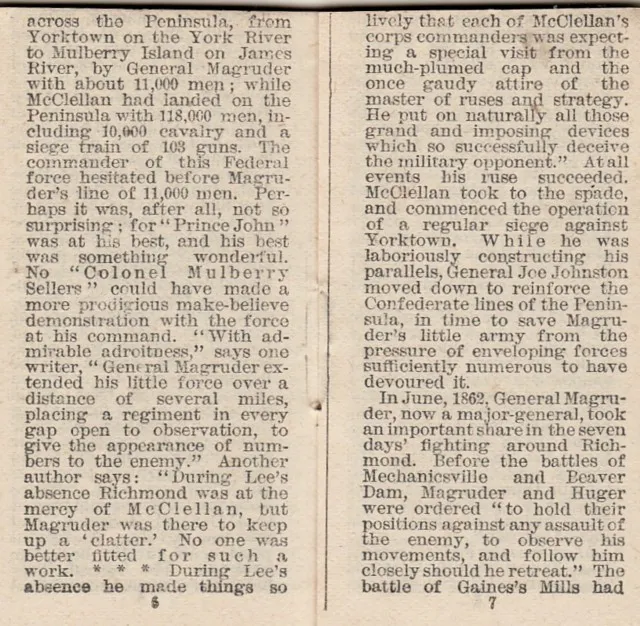 across the Peninsula, from
Yorktown on the York River
to Mulberry Island on James
River, by General Magruder
with about 11,000 men; while
McClellan had landed on the
Peninsula with 118,000 men, in-
cluding 10,000 cavalry and a
siege train of 103 guns. The
commander of this Federal
force hesitated before Magru-
der's line of 11,000 men. Per-
haps it was, after all, not so
surprising; for "Prince John"
was at his best, and his best
was something wonderful.
No "Colonel Mulberry
Sellers" could have made a
more prodigious make-believe
demonstration with the force
at his command. "With ad-
mirable adroitness," says one
writer, "General Magruder ex-
tended his little force over a
distance of several miles,
placing a regiment in every
gap open to observation, to
give the appearance of num-
bers to the enemy." Another
author says: "During Lee's
absence Richmond was at the
mercy of McClellan, but
Magruder was there to keep
up a 'clatter.' No one was
better fitted for such a
work. * * * During Lee's
absence he made things so
6
lively that each of McClellan's
corps commanders was expect-
ing a special visit from the
much-plumed cap and the
once gaudy attire of the
master of ruses and strategy.
He put on naturally all those
grand and imposing devices
which so successfully deceive
the military opponent." At all
events his ruse succeeded.
McClellan took to the spade,
and commenced the operation
of a regular siege against
Yorktown. While he was
laboriously constructing his
parallels, General Joe Johnston
moved down to reinforce the
Confederate lines of the Penin-
sula, in time to save Magru-
der's little army from the
pressure of enveloping forces
sufficiently numerous to have
devoured it.
In June, 1862, General Magru-
der, now a major-general, took
an important share in the seven
days' fighting around Rich-
mond. Before the battles of
Mechanicsville and Beaver
Dam, Magruder and Huger
were ordered "to hold their
positions against any assault of
the enemy, to observe his
movements, and follow him
closely should he retreat." The
battle of Gaines's Mills had
7